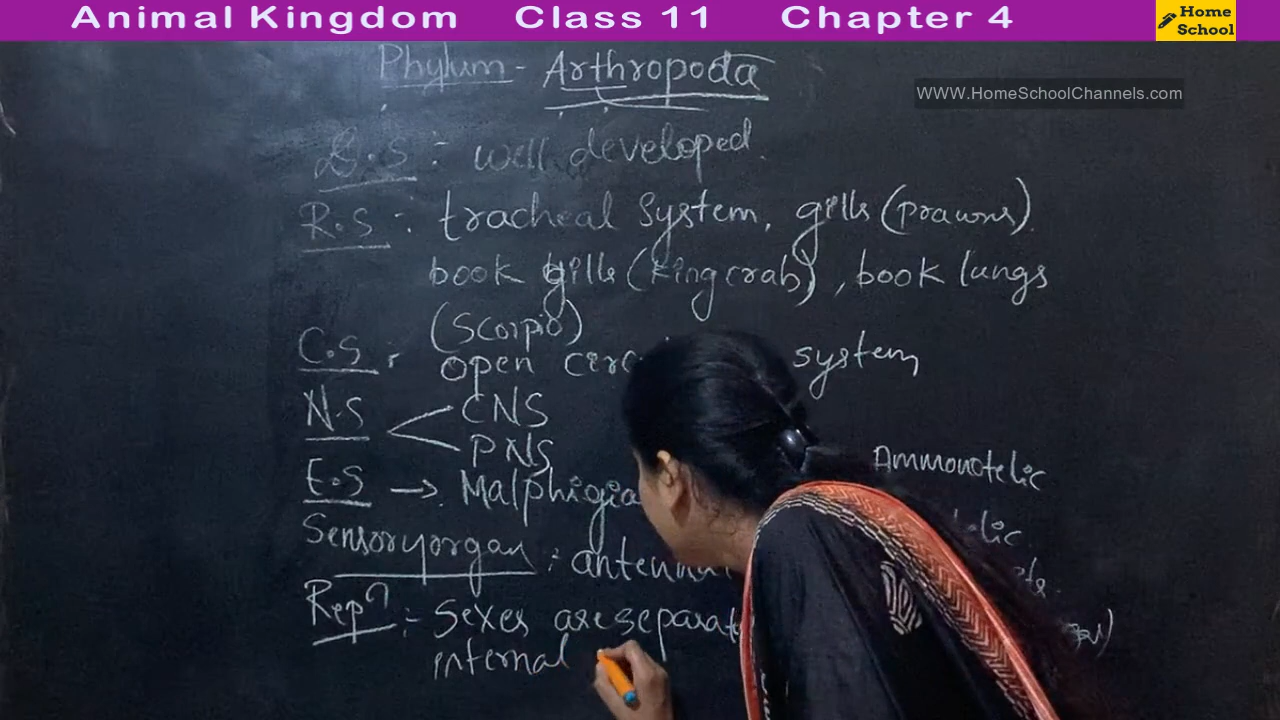 Animal Kingdom Class 11 Chapter 4
Home
School
WWW.HomeSchoolChannels.com
Phylum - Arthropoda
D.S : well developed.
R.S : tracheal System, gills (prawns)
book gills (king crab), book lungs
(Scorpio)
C.S : open system
N.S CNS
PNS
E.S → Malphigia
Ammonotelic
Sensory organ : antenna
Repn :- Sexes are separat
internal